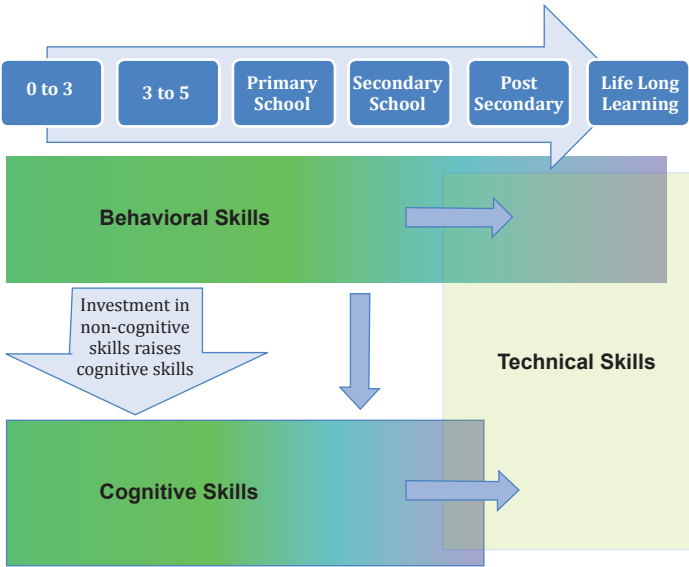 0 to 3
3 to 5
Primary
School
Secondary
School
Post
Secondary
Life Long
Learning
Behavioral Skills
Investment in
non-cognitive
skills raises
cognitive skills
Technical Skills
Cognitive Skills